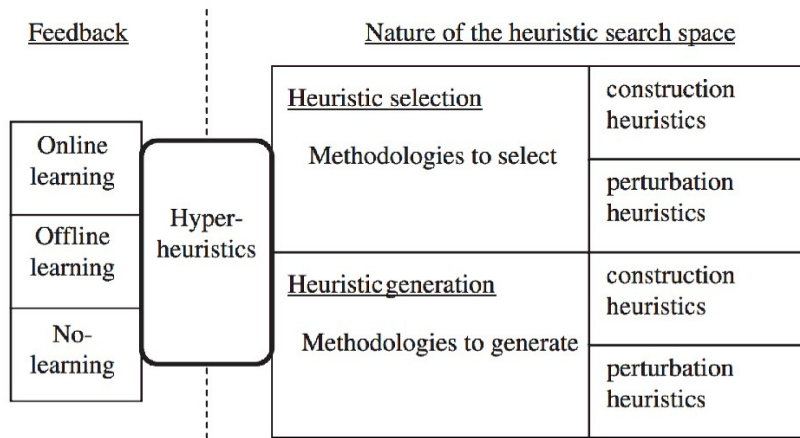 Feedback
Nature of the heuristic search space
Online
learning
Offline
learning
No-
learning
Hyper-
heuristics
Heuristic selection
Methodologies to select
construction
heuristics
perturbation
heuristics
Heuristic generation
Methodologies to generate
construction
heuristics
perturbation
heuristics